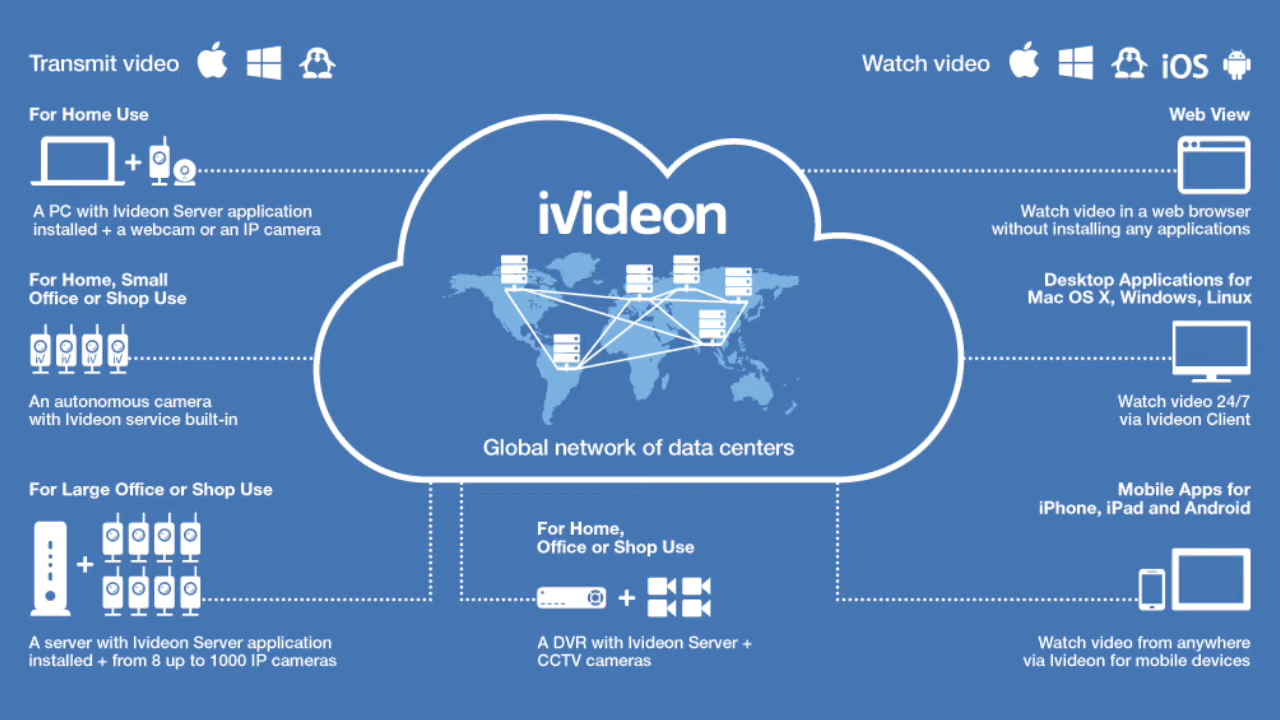 Transmit video
Watch video
iOS
For Home Use
A PC with Ivideon Server application
installed + a webcam or an IP camera
For Home, Small
Office or Shop Use
iv iv iv iv
An autonomous camera
with Ivideon service built-in
For Large Office or Shop Use
+
A server with Ivideon Server application
installed + from 8 up to 1000 IP cameras
iVideon
Global network of data centers
For Home,
Office or Shop Use
+
A DVR with Ivideon Server +
CCTV cameras
Web View
Watch video in a web browser
without installing any applications
Desktop Applications for
Mac OS X, Windows, Linux
Watch video 24/7
via Ivideon Client
Mobile Apps for
iPhone, iPad and Android
Watch video from anywhere
via Ivideon for mobile devices